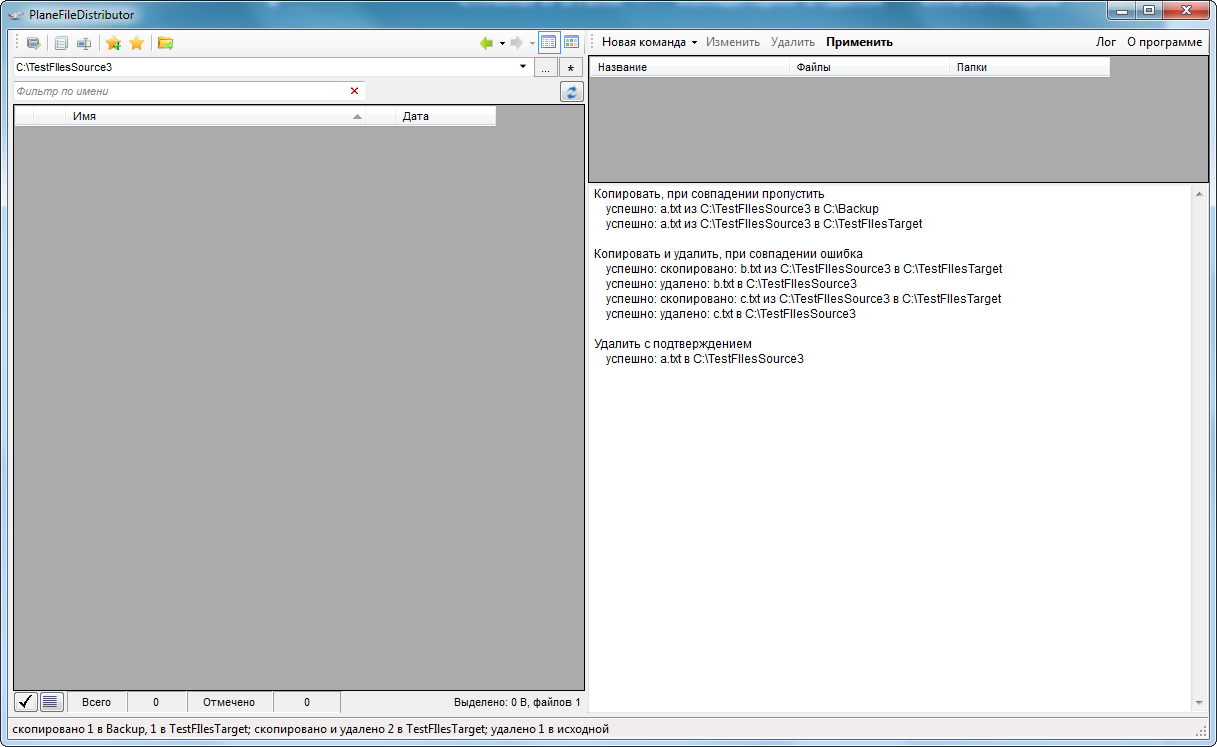 PlaneFileDistributor
Новая команда Изменить Удалить Применить Лог О программе
C:\TestFIlesSource3 ... *
Название Файлы Папки
Фильтр по имени
Имя Дата
Копировать, при совпадении пропустить
успешно: a.txt из C:\TestFIlesSource3 в C:\Backup
успешно: a.txt из C:\TestFIlesSource3 в C:\TestFIlesTarget
Копировать и удалить, при совпадении ошибка
успешно: скопировано: b.txt из C:\TestFIlesSource3 в C:\TestFIlesTarget
успешно: удалено: b.txt в C:\TestFIlesSource3
успешно: скопировано: c.txt из C:\TestFIlesSource3 в C:\TestFIlesTarget
успешно: удалено: c.txt в C:\TestFIlesSource3
Удалить с подтверждением
успешно: a.txt в C:\TestFIlesSource3
Всего 0 Отмечено 0 Выделено: 0 B, файлов 1
скопировано 1 в Backup, 1 в TestFIlesTarget; скопировано и удалено 2 в TestFIlesTarget; удалено 1 в исходной